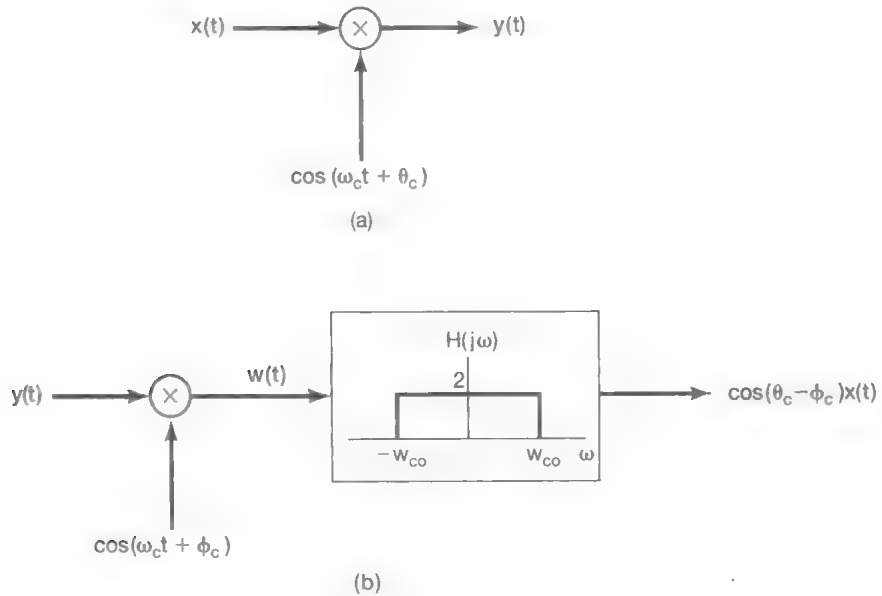 x(t) × y(t)
cos (ω_c t + θ_c)
(a)
H(jω)
y(t) × w(t) 2 cos(θ_c–ϕ_c)x(t)
–w_co w_co ω
cos(ω_c t + ϕ_c)
(b)